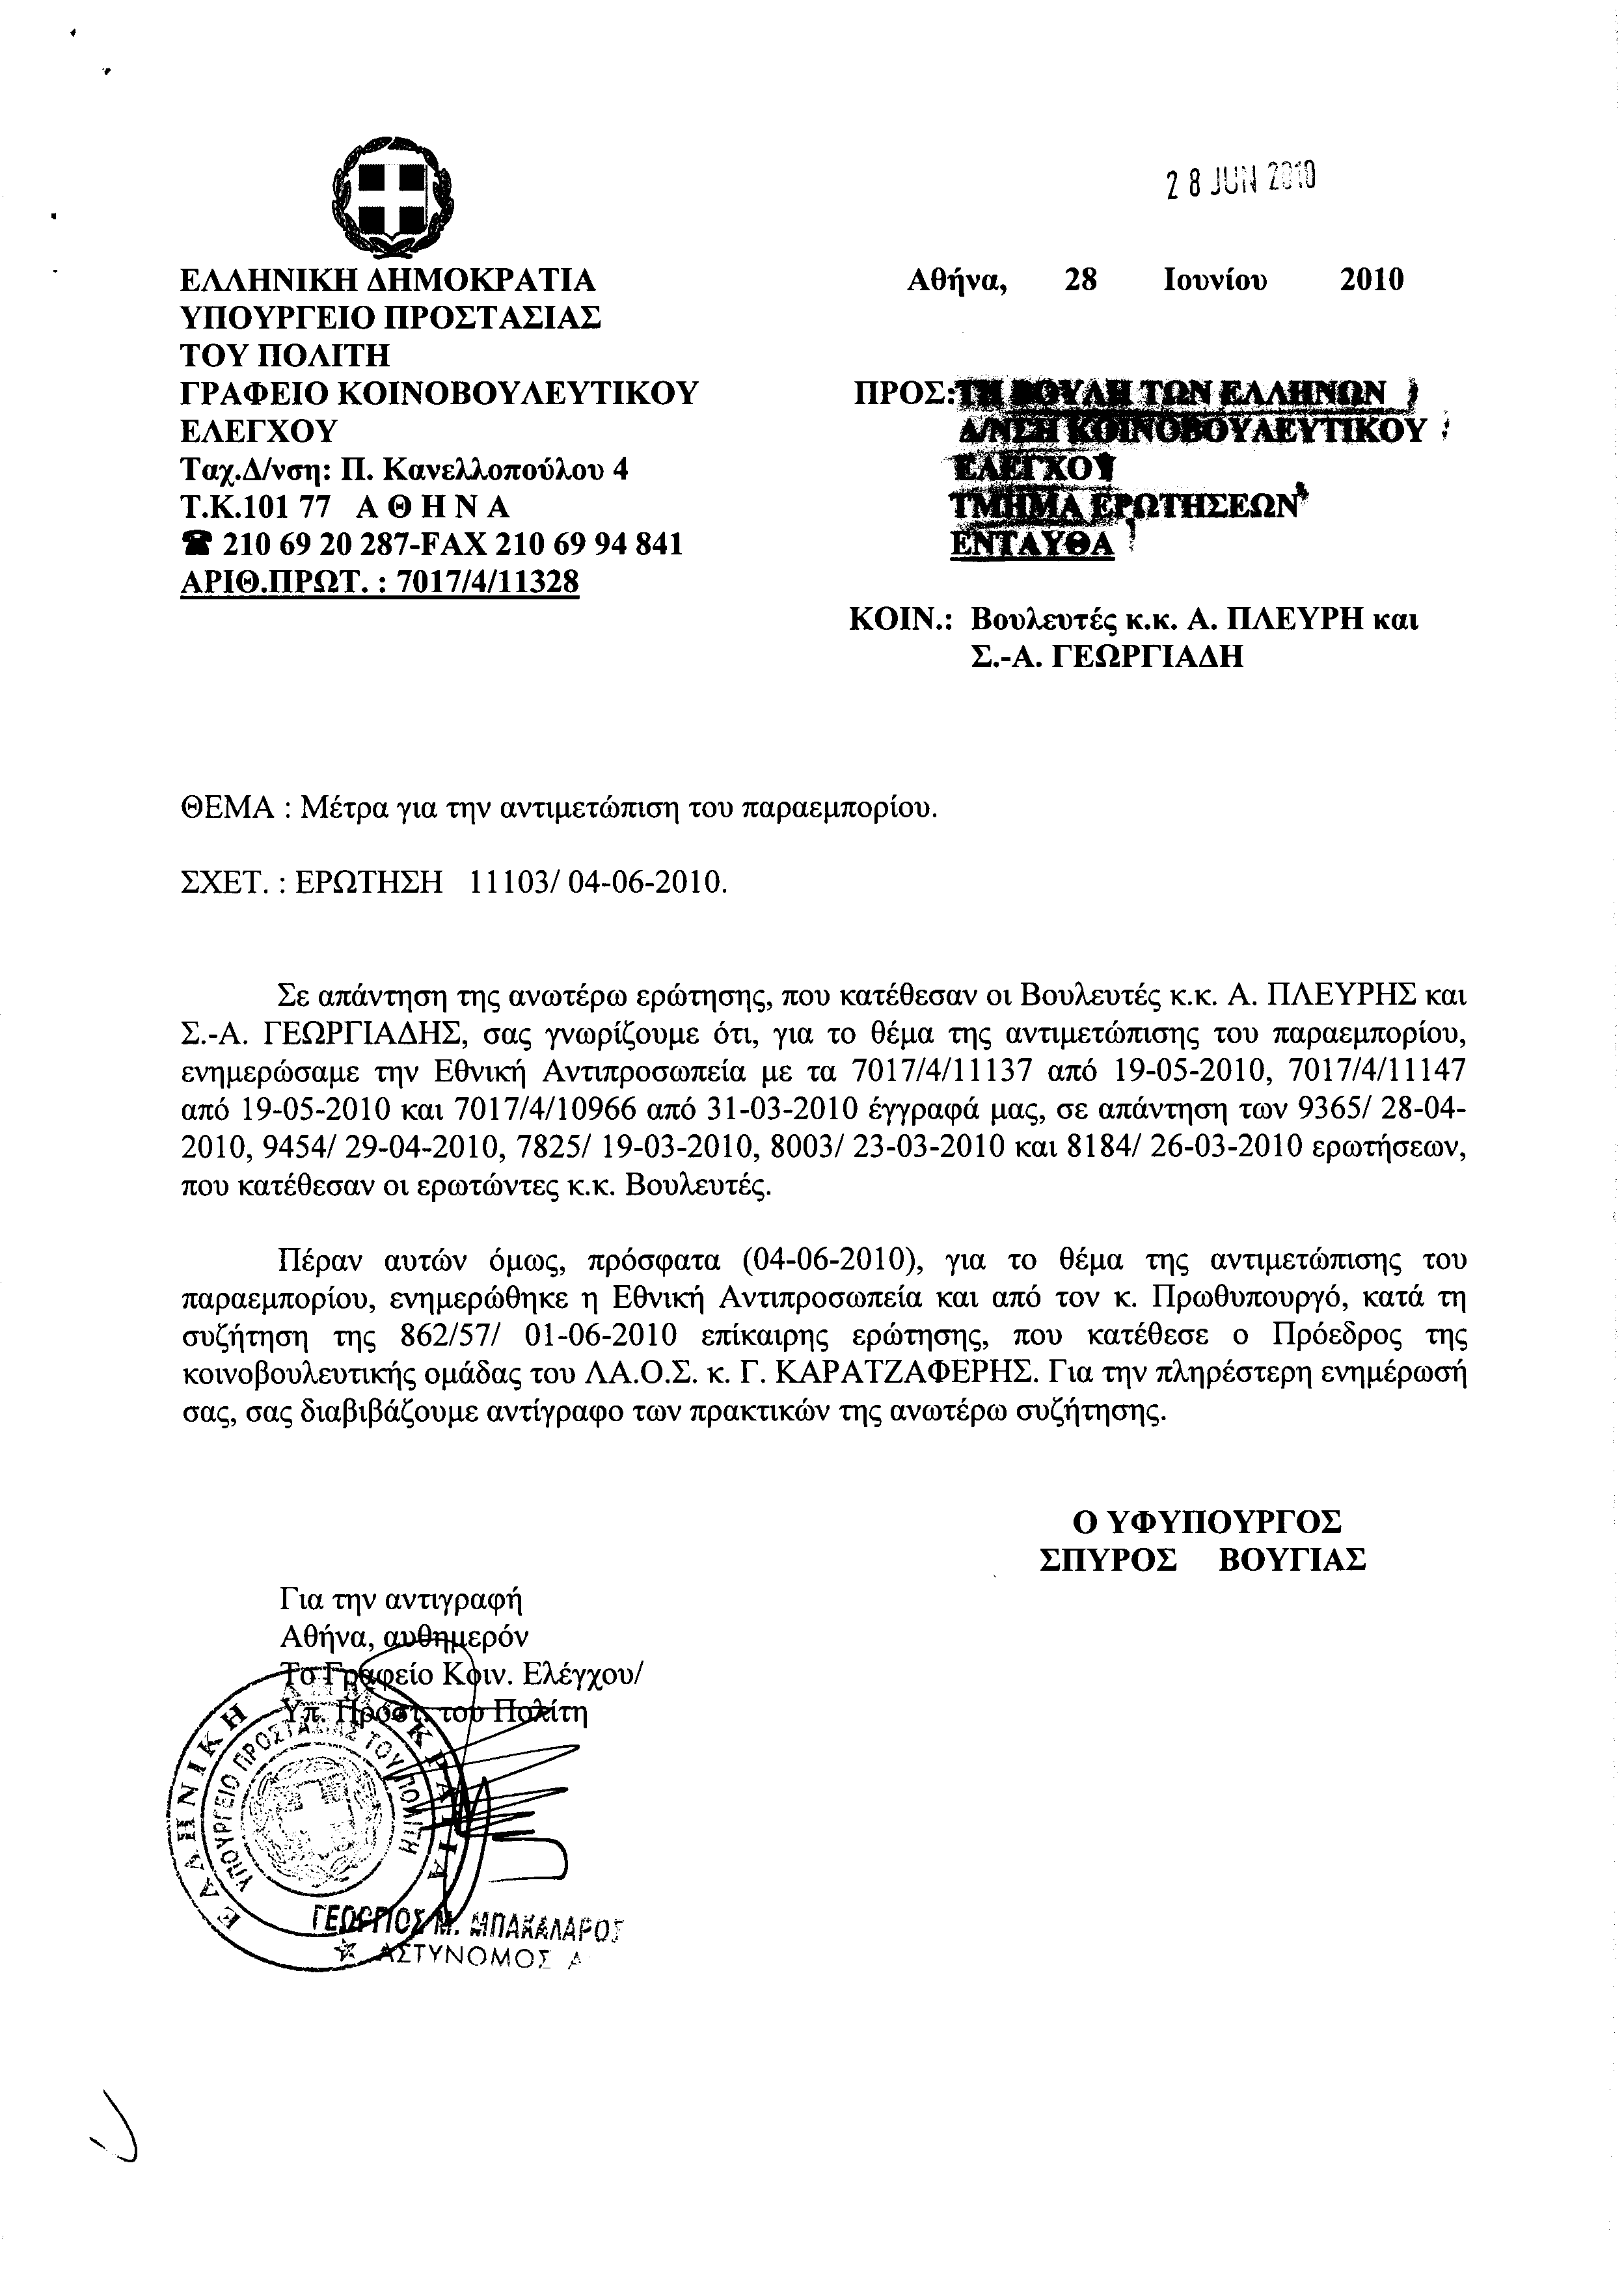 28 JUN 2010
ΕΛΛΗΝΙΚΗ ΔΗΜΟΚΡΑΤΙΑ
ΥΠΟΥΡΓΕΙΟ ΠΡΟΣΤΑΣΙΑΣ
ΤΟΥ ΠΟΛΙΤΗ
ΓΡΑΦΕΙΟ ΚΟΙΝΟΒΟΥΛΕΥΤΙΚΟΥ
ΕΛΕΓΧΟΥ
Ταχ.Δ/νση: Π. Κανελλοπούλου 4
Τ.Κ.101 77 Α Θ Η Ν Α
☎ 210 69 20 287-FAX 210 69 94 841
ΑΡΙΘ.ΠΡΩΤ. : 7017/4/11328
Αθήνα, 28 Ιουνίου 2010
ΠΡΟΣ:ΤΗ ΒΟΥΛΗ ΤΩΝ ΕΛΛΗΝΩΝ
Δ/ΝΣΗ ΚΟΙΝΟΒΟΥΛΕΥΤΙΚΟΥ
ΕΛΕΓΧΟΥ
ΤΜΗΜΑ ΕΡΩΤΗΣΕΩΝ
ΕΝΤΑΥΘΑ
ΚΟΙΝ.: Βουλευτές κ.κ. Α. ΠΛΕΥΡΗ και
Σ.-Α. ΓΕΩΡΓΙΑΔΗ
ΘΕΜΑ : Μέτρα για την αντιμετώπιση του παραεμπορίου.
ΣΧΕΤ. : ΕΡΩΤΗΣΗ 11103/ 04-06-2010.
Σε απάντηση της ανωτέρω ερώτησης, που κατέθεσαν οι Βουλευτές κ.κ. Α. ΠΛΕΥΡΗΣ και
Σ.-Α. ΓΕΩΡΓΙΑΔΗΣ, σας γνωρίζουμε ότι, για το θέμα της αντιμετώπισης του παραεμπορίου,
ενημερώσαμε την Εθνική Αντιπροσωπεία με τα 7017/4/11137 από 19-05-2010, 7017/4/11147
από 19-05-2010 και 7017/4/10966 από 31-03-2010 έγγραφά μας, σε απάντηση των 9365/ 28-04-
2010, 9454/ 29-04-2010, 7825/ 19-03-2010, 8003/ 23-03-2010 και 8184/ 26-03-2010 ερωτήσεων,
που κατέθεσαν οι ερωτώντες κ.κ. Βουλευτές.
Πέραν αυτών όμως, πρόσφατα (04-06-2010), για το θέμα της αντιμετώπισης του
παραεμπορίου, ενημερώθηκε η Εθνική Αντιπροσωπεία και από τον κ. Πρωθυπουργό, κατά τη
συζήτηση της 862/57/ 01-06-2010 επίκαιρης ερώτησης, που κατέθεσε ο Πρόεδρος της
κοινοβουλευτικής ομάδας του ΛΑ.Ο.Σ. κ. Γ. ΚΑΡΑΤΖΑΦΕΡΗΣ. Για την πληρέστερη ενημέρωσή
σας, σας διαβιβάζουμε αντίγραφο των πρακτικών της ανωτέρω συζήτησης.
Ο ΥΦΥΠΟΥΡΓΟΣ
ΣΠΥΡΟΣ ΒΟΥΓΙΑΣ
Για την αντιγραφή
Αθήνα, αυθημερόν
Το Γραφείο Κοιν. Ελέγχου/
Υπ. Προστ. του Πολίτη
ΕΛΛΗΝΙΚΗ ΔΗΜΟΚΡΑΤΙΑ
ΥΠΟΥΡΓΕΙΟ ΠΡΟΣΤΑΣΙΑΣ ΤΟΥ ΠΟΛΙΤΗ
ΓΕΩΡΓΙΟΣ Μ. ΜΠΑΚΑΛΑΡΟΣ
ΑΣΤΥΝΟΜΟΣ Α